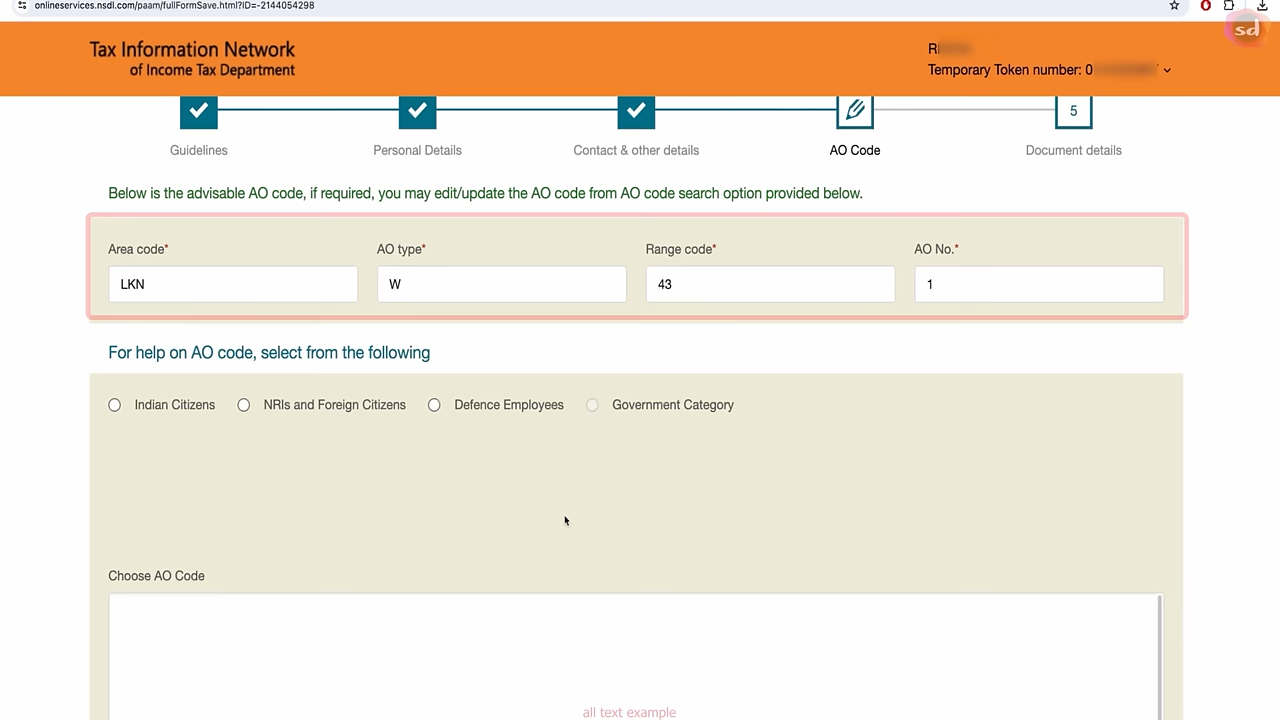 onlineservices.nsdl.com/paam/fullFormSave.html?ID=-2144054298
sd
Tax Information Network
of Income Tax Department
Temporary Token number: 0
5
Guidelines
Personal Details
Contact & other details
AO Code
Document details
Below is the advisable AO code, if required, you may edit/update the AO code from AO code search option provided below.
Area code*
AO type*
Range code*
AO No.*
LKN
W
43
1
For help on AO code, select from the following
Indian Citizens
NRIs and Foreign Citizens
Defence Employees
Government Category
Choose AO Code
all text example